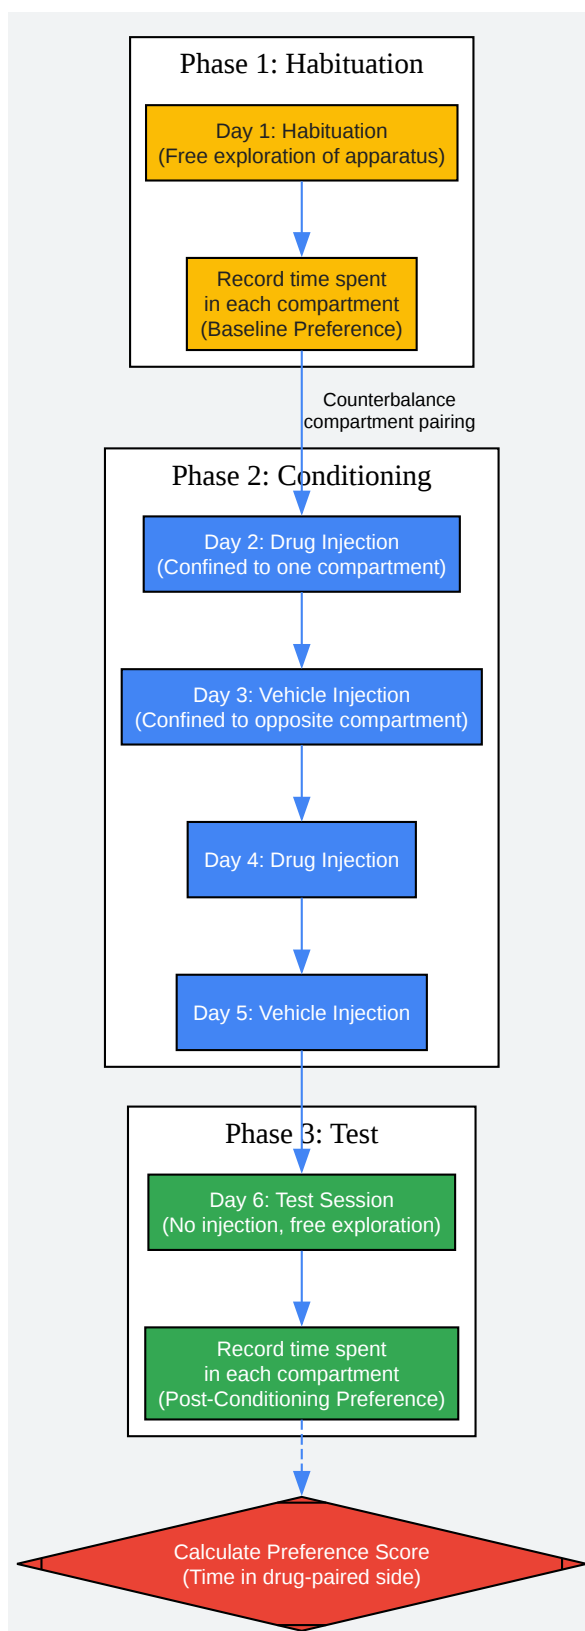 Phase 1: Habituation
Day 1: Habituation
(Free exploration of apparatus)
Record time spent
in each compartment
(Baseline Preference)
Counterbalance
compartment pairing
Phase 2: Conditioning
Day 2: Drug Injection
(Confined to one compartment)
Day 3: Vehicle Injection
(Confined to opposite compartment)
Day 4: Drug Injection
Day 5: Vehicle Injection
Phase 3: Test
Day 6: Test Session
(No injection, free exploration)
Record time spent
in each compartment
(Post-Conditioning Preference)
Calculate Preference Score
(Time in drug-paired side)